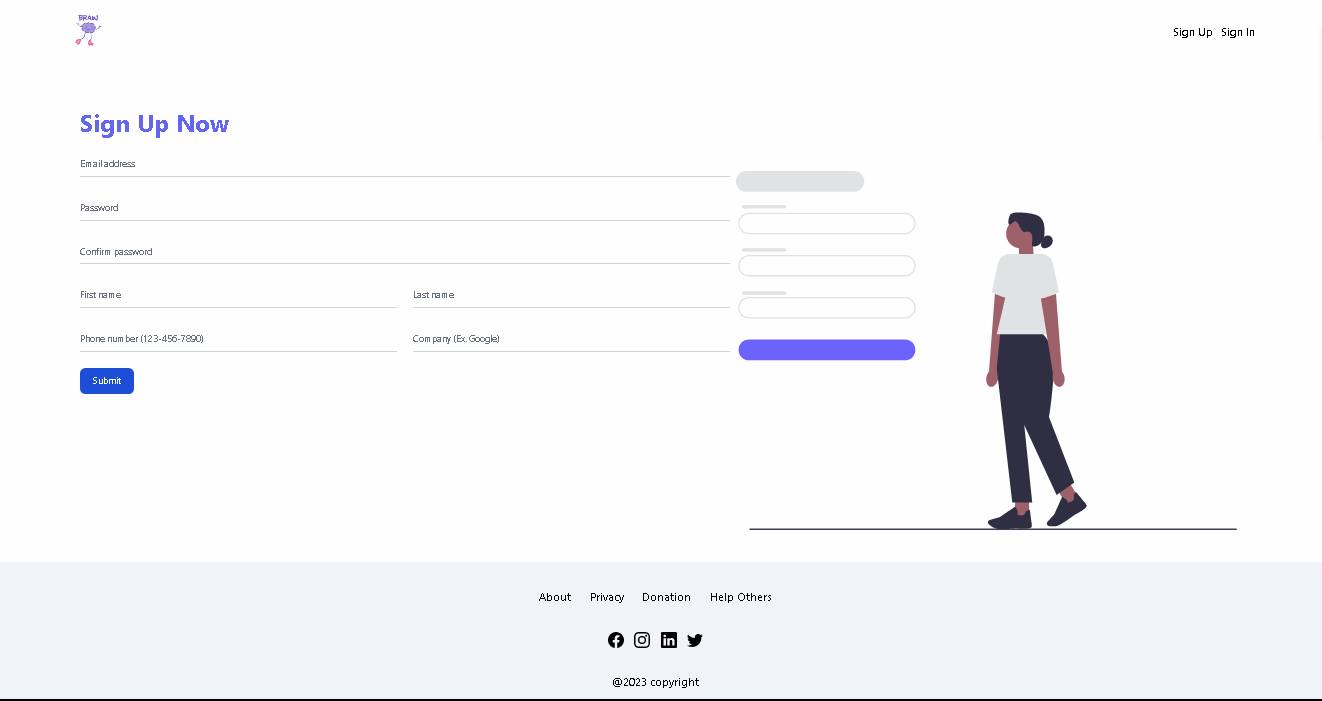 BRAIN
Sign Up Sign In
Sign Up Now
Email address
Password
Confirm password
First name Last name
Phone number (123-456-7890) Company (Ex. Google)
Submit
About Privacy Donation Help Others
@2023 copyright